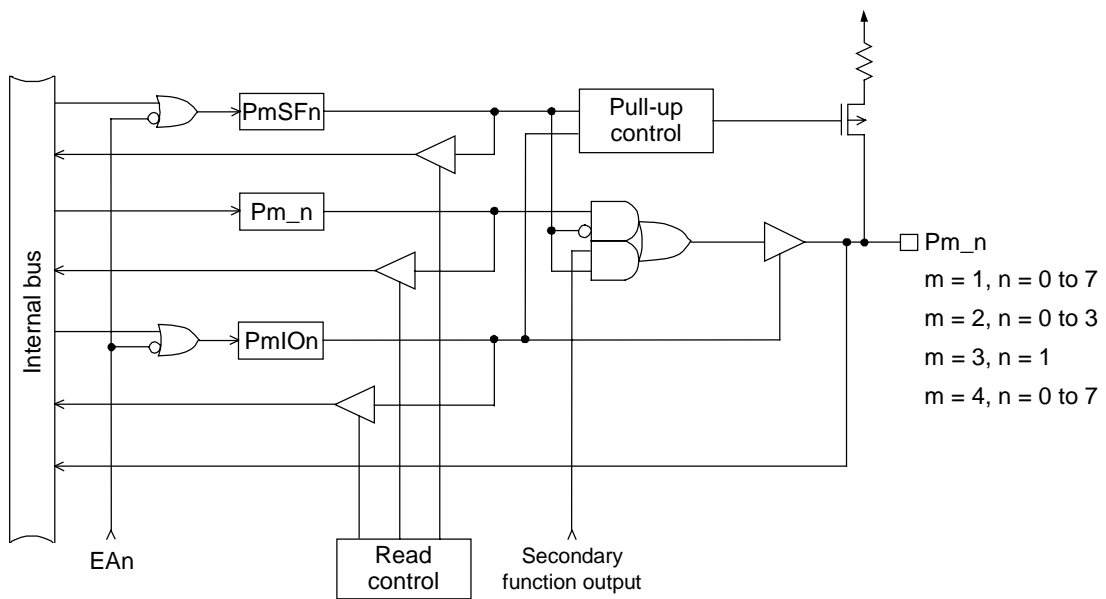 PmSFn
Pull-up
control
Pm_n
Pm_n
m = 1, n = 0 to 7
m = 2, n = 0 to 3
m = 3, n = 1
m = 4, n = 0 to 7
Internal bus
PmIOn
EAn
Read
control
Secondary
function output